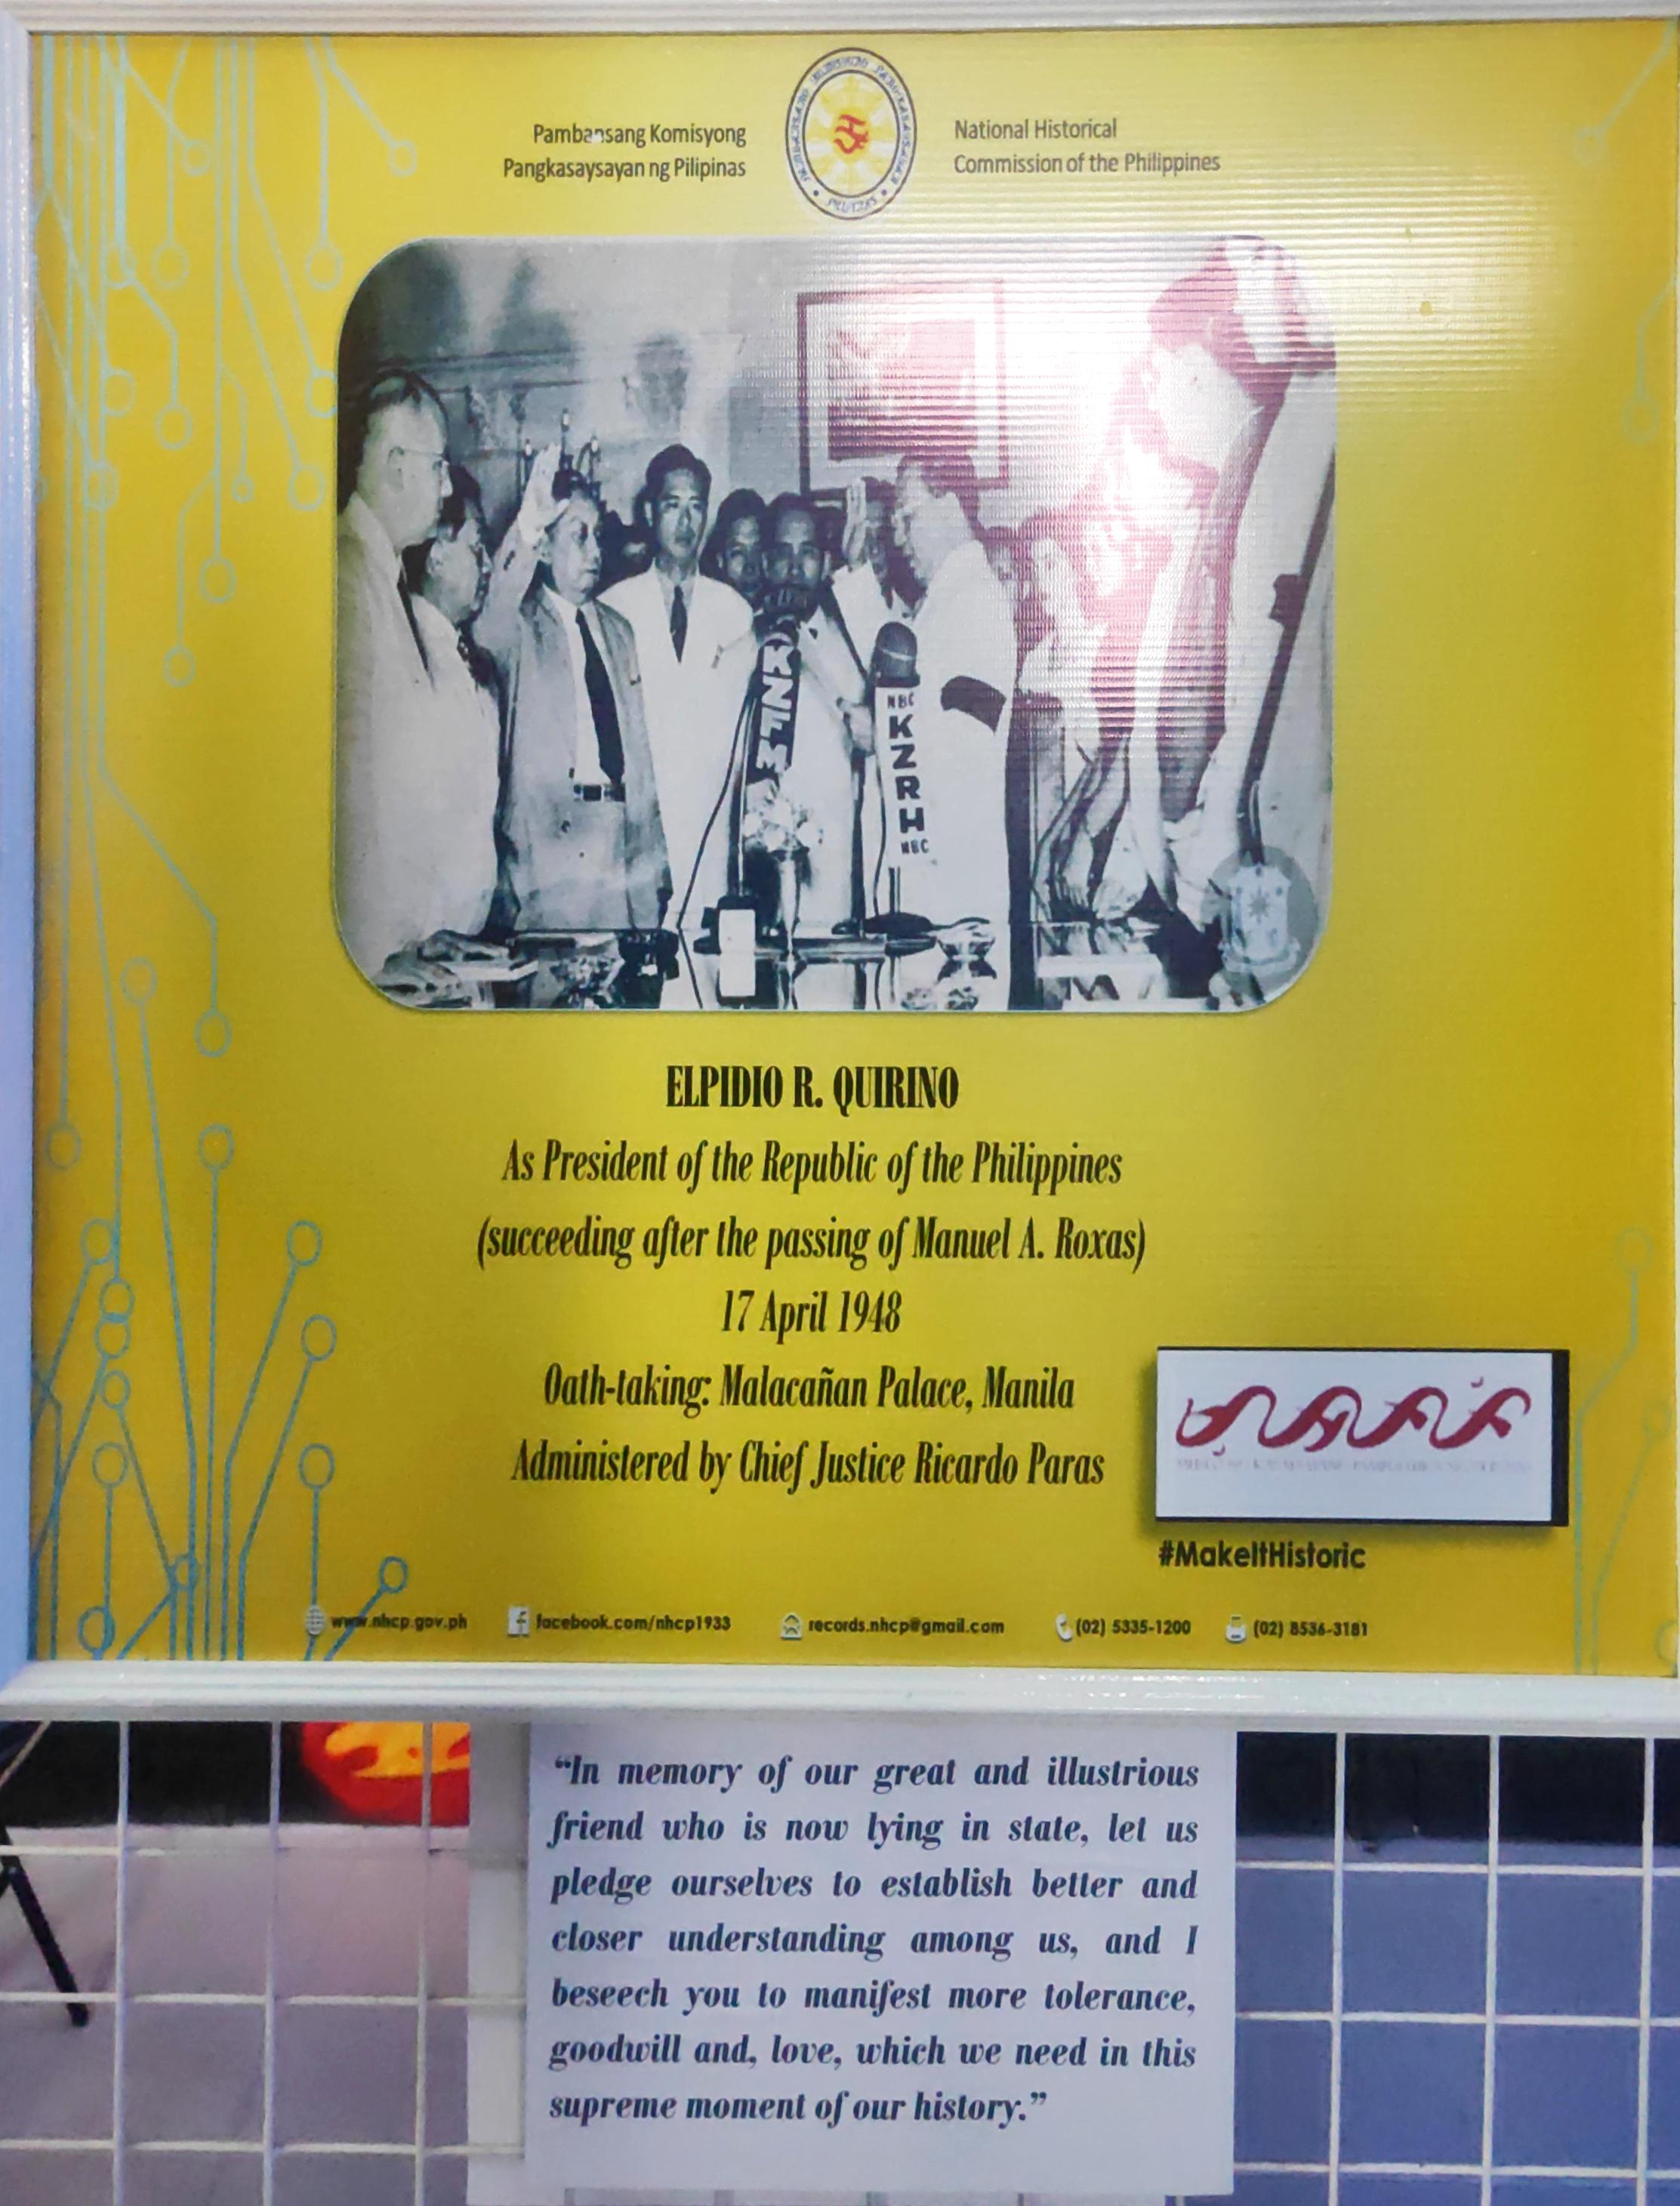 Pambansang Komisyong
Pangkasaysayan ng Pilipinas
National Historical
Commission of the Philippines
KZFM
NBC
KZRH
NBC
ELPIDIO R. QUIRINO
As President of the Republic of the Philippines
(succeeding after the passing of Manuel A. Roxas)
17 April 1948
Oath-taking: Malacañan Palace, Manila
Administered by Chief Justice Ricardo Paras
#MakeItHistoric
www.nhcp.gov.ph
facebook.com/nhcp1933
records.nhcp@gmail.com
(02) 5335-1200
(02) 8536-3181
“In memory of our great and illustrious
friend who is now lying in state, let us
pledge ourselves to establish better and
closer understanding among us, and I
beseech you to manifest more tolerance,
goodwill and, love, which we need in this
supreme moment of our history.”